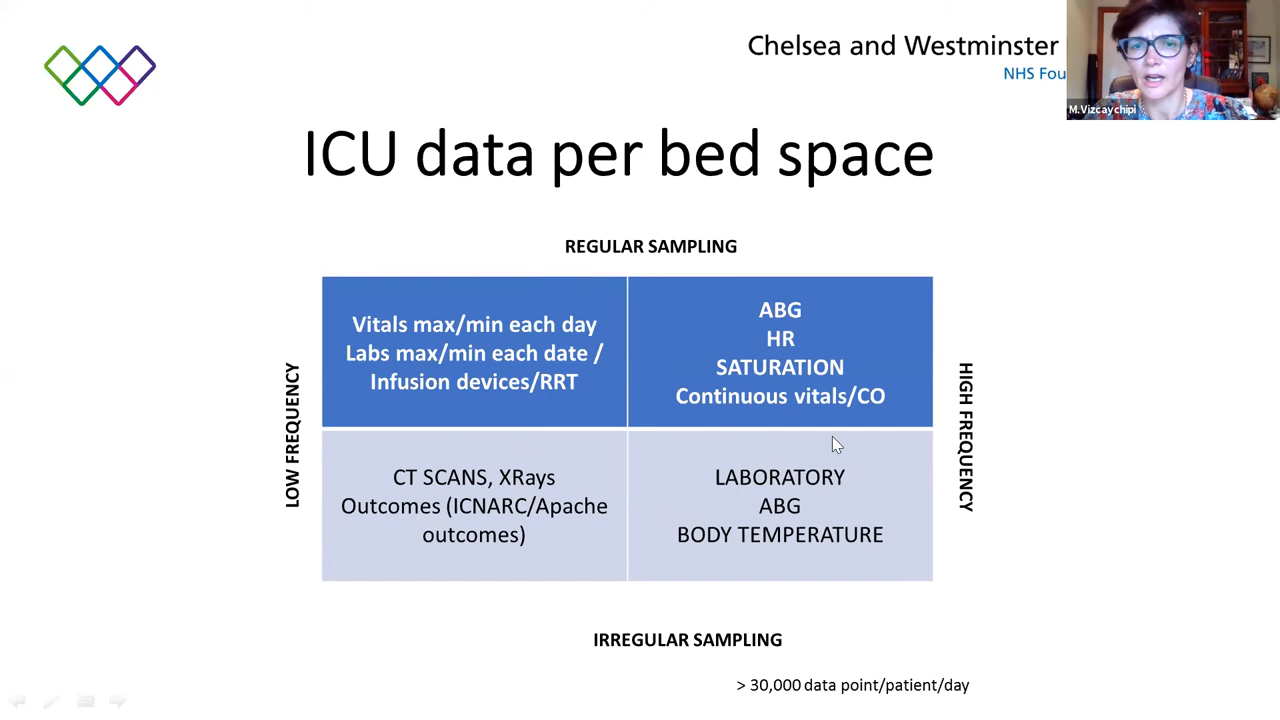 Chelsea and Westminster
NHS Fou
M.Vizcaychipi
ICU data per bed space
REGULAR SAMPLING
LOW FREQUENCY
Vitals max/min each day
Labs max/min each date /
Infusion devices/RRT
ABG
HR
SATURATION
Continuous vitals/CO
HIGH FREQUENCY
CT SCANS, XRays
Outcomes (ICNARC/Apache
outcomes)
LABORATORY
ABG
BODY TEMPERATURE
IRREGULAR SAMPLING
> 30,000 data point/patient/day